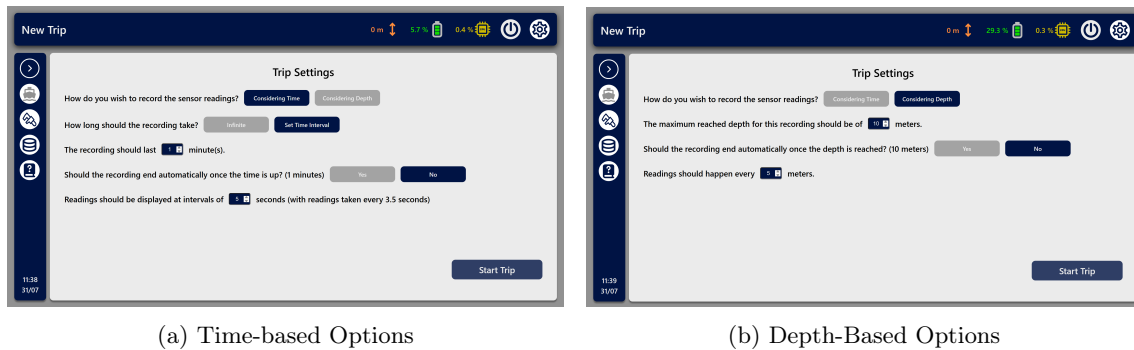 New Trip
0 m 5.7 % 0.4 %
Trip Settings
How do you wish to record the sensor readings? Considering Time Considering Depth
How long should the recording take? Infinite Set Time Interval
The recording should last 1 minute(s).
Should the recording end automatically once the time is up? (1 minutes) Yes No
Readings should be displayed at intervals of 5 seconds (with readings taken every 3.5 seconds)
Start Trip
11:38
31/07
(a) Time-based Options
New Trip
0 m 29.3 % 0.3 %
Trip Settings
How do you wish to record the sensor readings? Considering Time Considering Depth
The maximum reached depth for this recording should be of 10 meters.
Should the recording end automatically once the depth is reached? (10 meters) Yes No
Readings should happen every 5 meters.
Start Trip
11:39
31/07
(b) Depth-Based Options